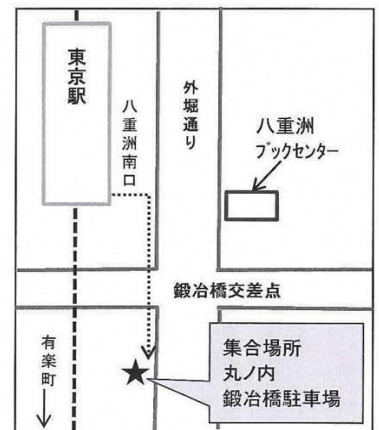 東京駅
八重洲南口
外堀通り
八重洲
ブックセンター
鍛冶橋交差点
有楽町
集合場所
丸ノ内
鍛冶橋駐車場